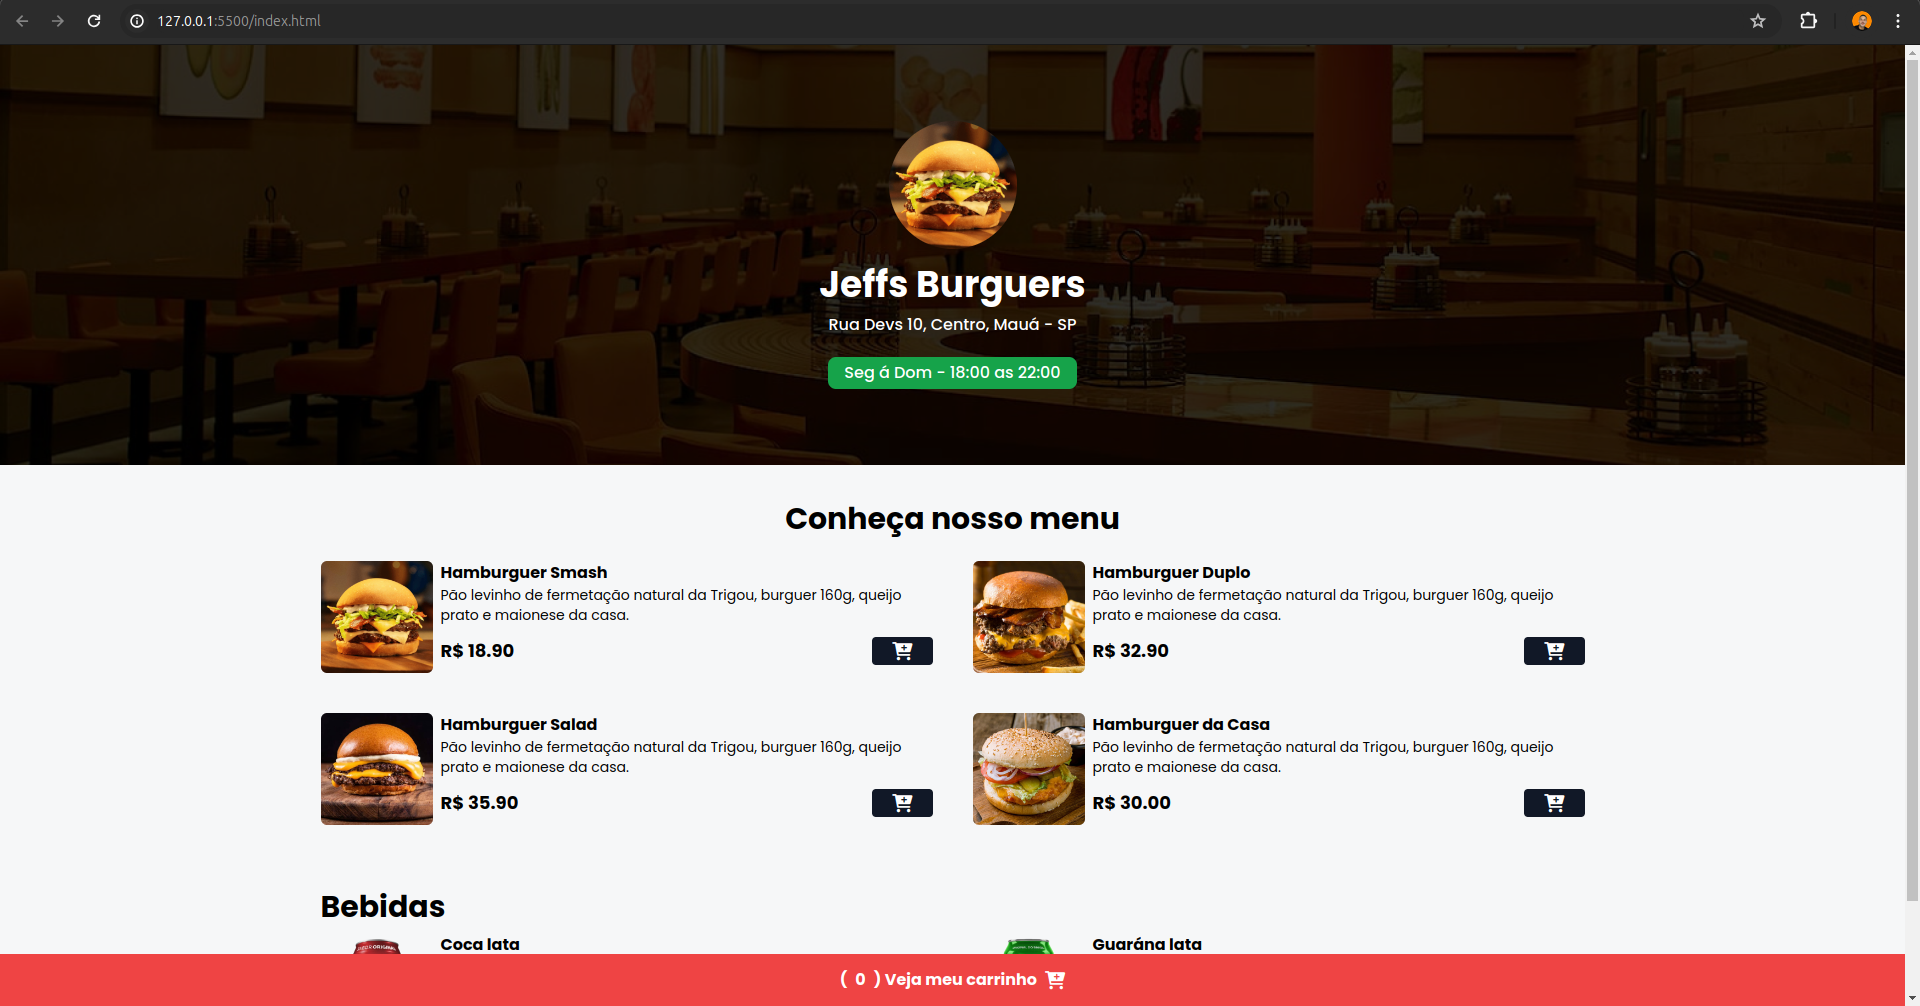 127.0.0.1:5500/index.html
Jeffs Burguers
Rua Devs 10, Centro, Mauá - SP
Seg á Dom - 18:00 as 22:00
Conheça nosso menu
Hamburguer Smash
Pão levinho de fermetação natural da Trigou, burguer 160g, queijo
prato e maionese da casa.
R$ 18.90
Hamburguer Duplo
Pão levinho de fermetação natural da Trigou, burguer 160g, queijo
prato e maionese da casa.
R$ 32.90
Hamburguer Salad
Pão levinho de fermetação natural da Trigou, burguer 160g, queijo
prato e maionese da casa.
R$ 35.90
Hamburguer da Casa
Pão levinho de fermetação natural da Trigou, burguer 160g, queijo
prato e maionese da casa.
R$ 30.00
Bebidas
Coca lata
Guarána lata
( 0 ) Veja meu carrinho